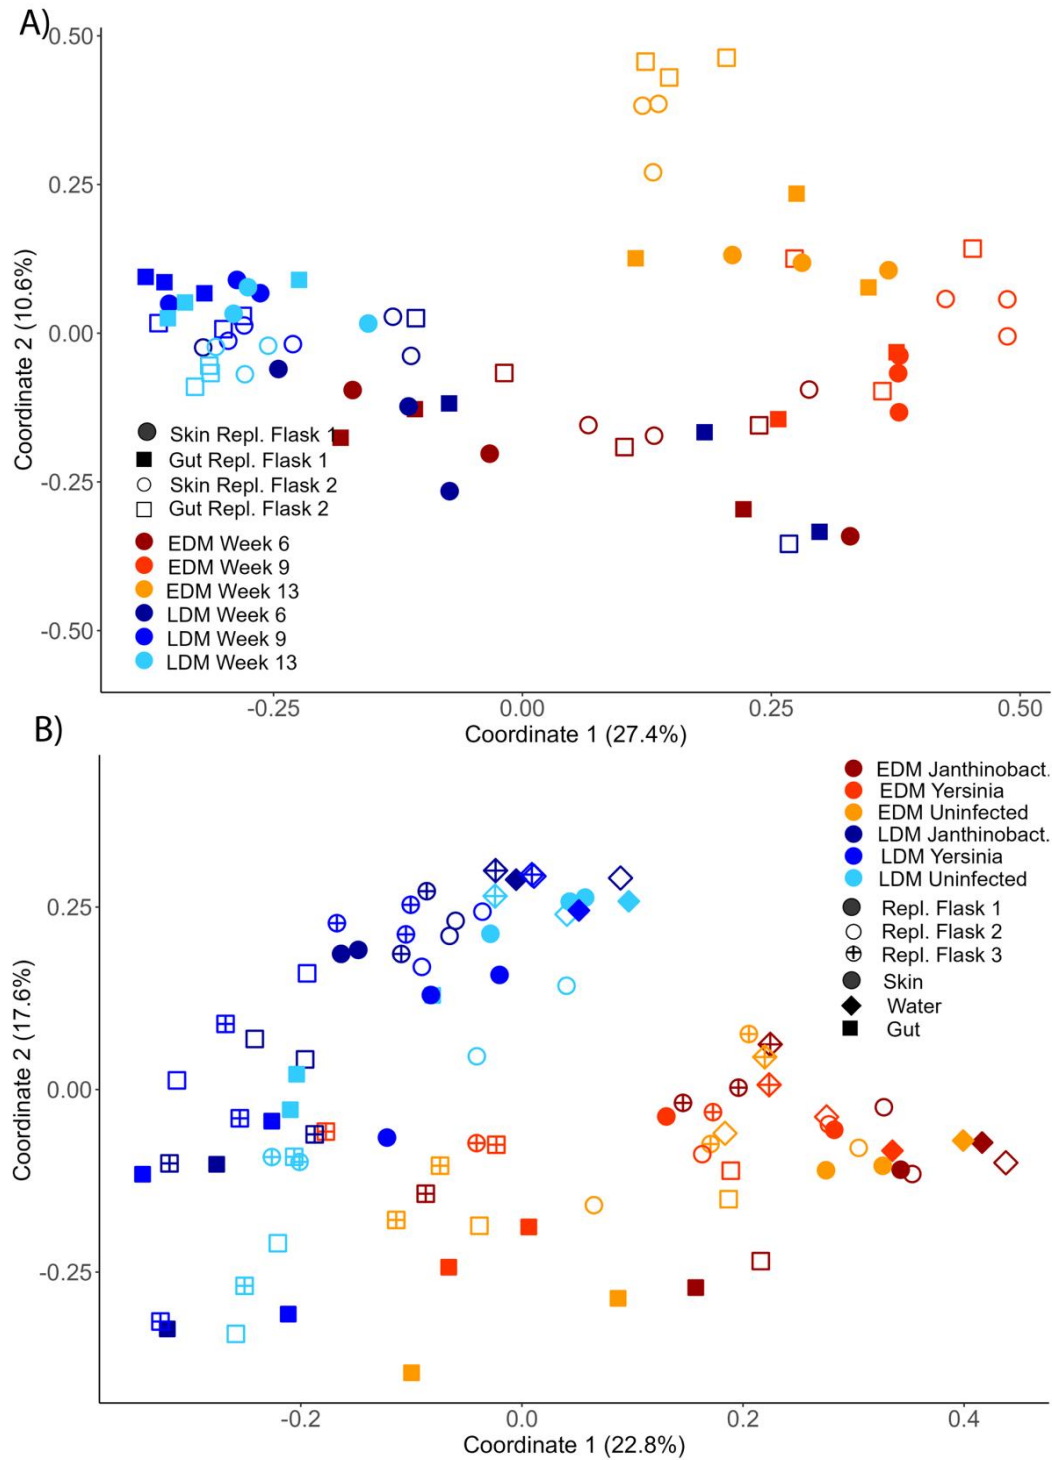 A)
0.50
0.25
0.00
-0.25
-0.50
Coordinate 2 (10.6%)
Skin Repl. Flask 1
Gut Repl. Flask 1
Skin Repl. Flask 2
Gut Repl. Flask 2
EDM Week 6
EDM Week 9
EDM Week 13
LDM Week 6
LDM Week 9
LDM Week 13
-0.25
0.00
0.25
0.50
Coordinate 1 (27.4%)
B)
EDM Janthinobact.
EDM Yersinia
EDM Uninfected
LDM Janthinobact.
LDM Yersinia
LDM Uninfected
Repl. Flask 1
Repl. Flask 2
Repl. Flask 3
Skin
Water
Gut
0.25
0.00
-0.25
Coordinate 2 (17.6%)
-0.2
0.0
0.2
0.4
Coordinate 1 (22.8%)